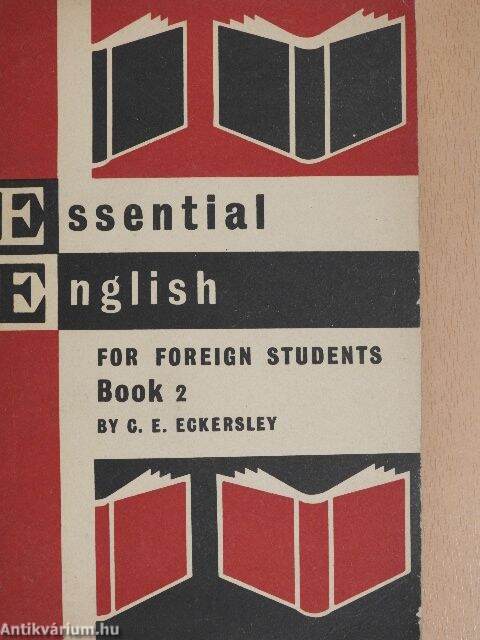 Essential
English
FOR FOREIGN STUDENTS
Book 2
BY C. E. ECKERSLEY
Antikvárium.hu